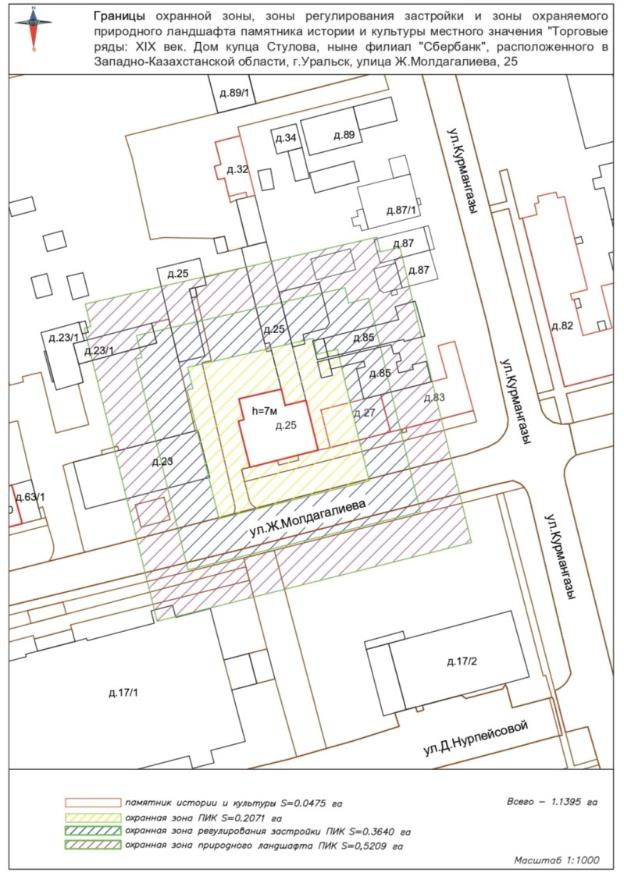 Границы охранной зоны, зоны регулирования застройки и зоны охраняемого
природного ландшафта памятника истории и культуры местного значения "Торговые
ряды: XIX век. Дом купца Стулова, ныне филиал "Сбербанк", расположенного в
Западно-Казахстанской области, г.Уральск, улица Ж.Молдагалиева, 25
д.89/1
д.34
д.89
д.32
ул.Курмангазы
д.87/1
д.87
д.25
д.87
д.82
д.23/1
д.23/1
д.25
д.85
д.85
ул.Курмангазы
h=7м
д.25
д.27
д.83
д.23
д.63/1
ул.Ж.Молдагалиева
ул.Курмангазы
д.17/2
д.17/1
ул.Д.Нурпейсовой
памятник истории и культуры S=0.0475 га
Всего – 1.1395 га
охранная зона ПИК S=0.2071 га
охранная зона регулирования застройки ПИК S=0.3640 га
охранная зона природного ландшафта ПИК S=0,5209 га
Масштаб 1:1000